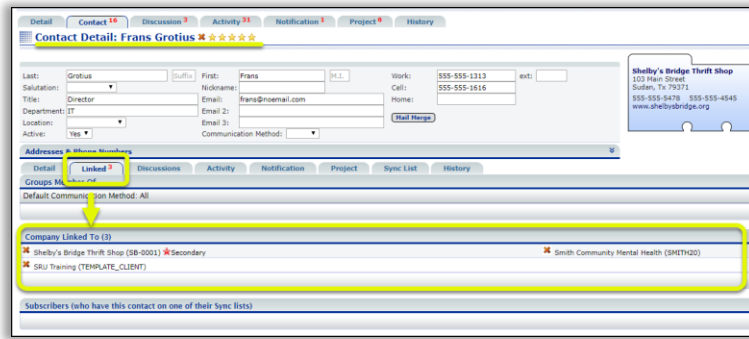 Detail Contact 16 Discussion 3 Activity 31 Notification 1 Project 6 History
Contact Detail: Frans Grotius
Last: Grotius Suffix First: Frans M.I. Work: 555-555-1313 ext:
Salutation: Nickname: Cell: 555-555-1616
Title: Director Email: frans@noemail.com Home:
Department: IT Email 2:
Location: Email 3: Mail Merge
Active: Yes Communication Method:
Shelby's Bridge Thrift Shop
103 Main Street
Sudan, Tx 79371
555-555-5478 555-555-4545
www.shelbysbridge.org
Addresses & Phone Numbers
Detail Linked 3 Discussions Activity Notification Project Sync List History
Groups Member Of
Default Communication Method: All
Company Linked To (3)
Shelby's Bridge Thrift Shop (SB-0001) Secondary Smith Community Mental Health (SMITH20)
SRU Training (TEMPLATE_CLIENT)
Subscribers (who have this contact on one of their Sync lists)